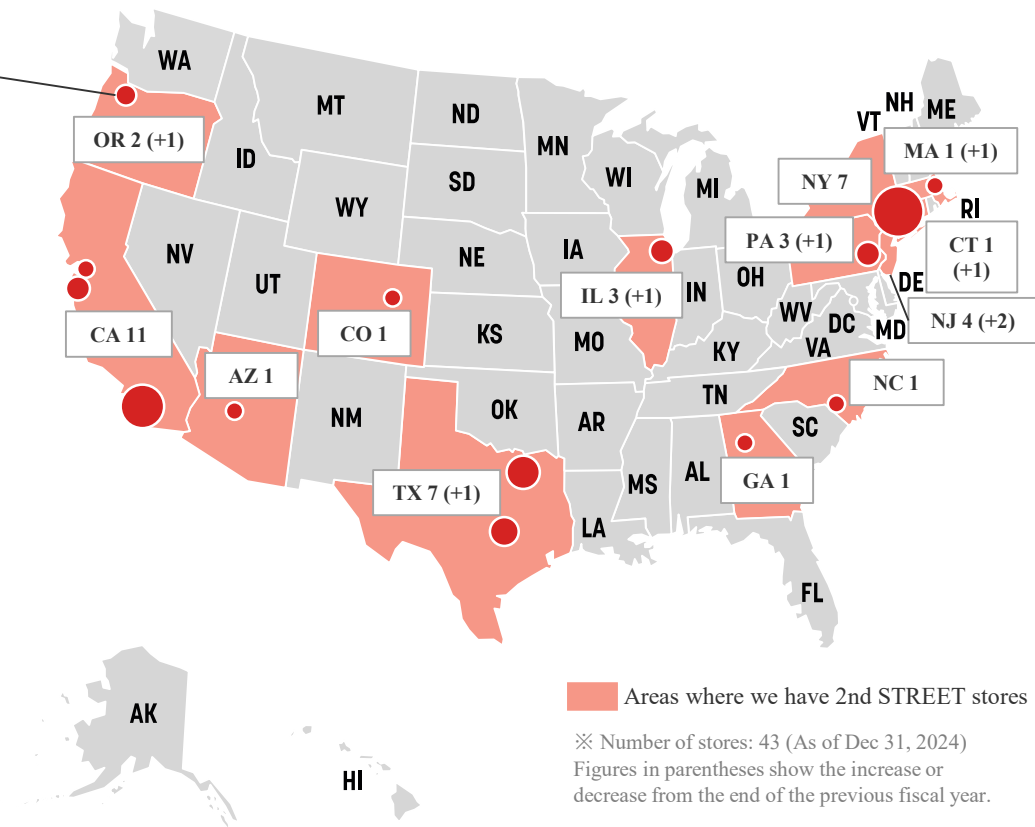 WA
MT
ND
MN
NH
ME
VT
OR 2 (+1)
MA 1 (+1)
ID
SD
WI
MI
NY 7
WY
RI
PA 3 (+1)
CT 1
(+1)
NV
NE
IA
OH
UT
IL 3 (+1)
IN
DE
CA 11
CO 1
KS
MO
WV
DC
MD
NJ 4 (+2)
KY
VA
AZ 1
TN
NC 1
NM
OK
AR
SC
TX 7 (+1)
MS
AL
GA 1
LA
FL
AK
HI
Areas where we have 2nd STREET stores
※ Number of stores: 43 (As of Dec 31, 2024)
Figures in parentheses show the increase or
decrease from the end of the previous fiscal year.